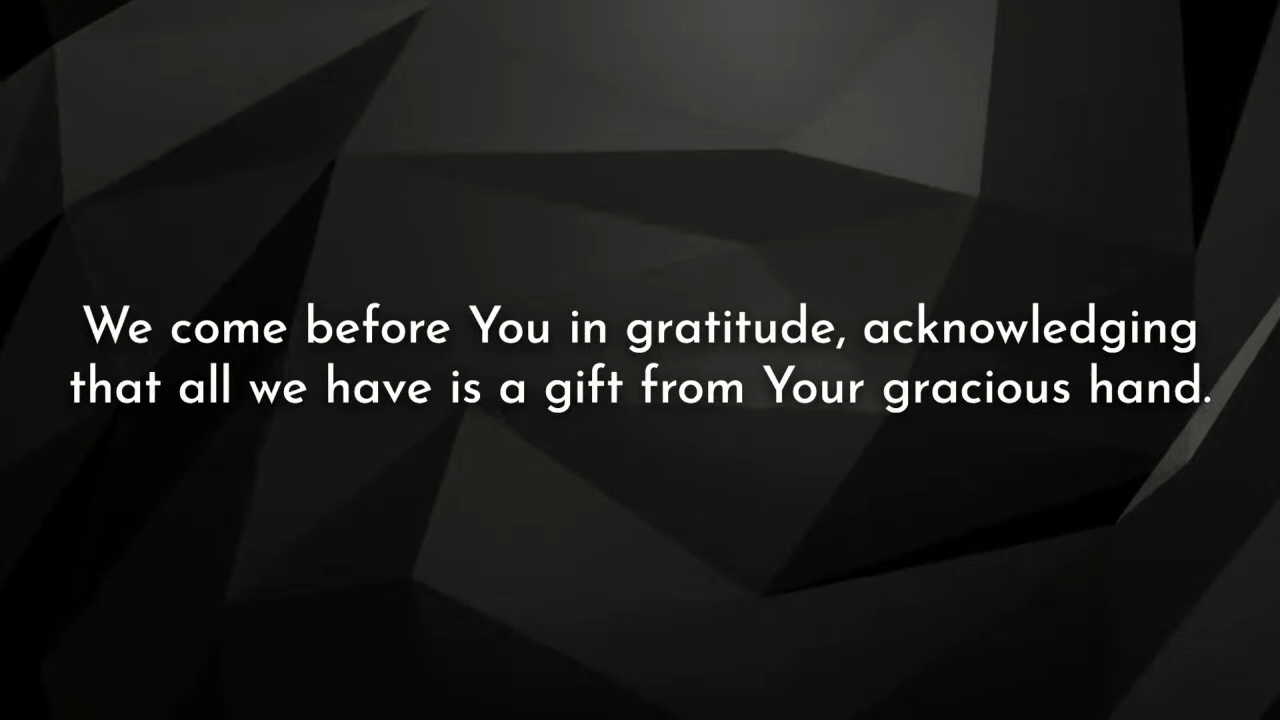 We come before You in gratitude, acknowledging
that all we have is a gift from Your gracious hand.